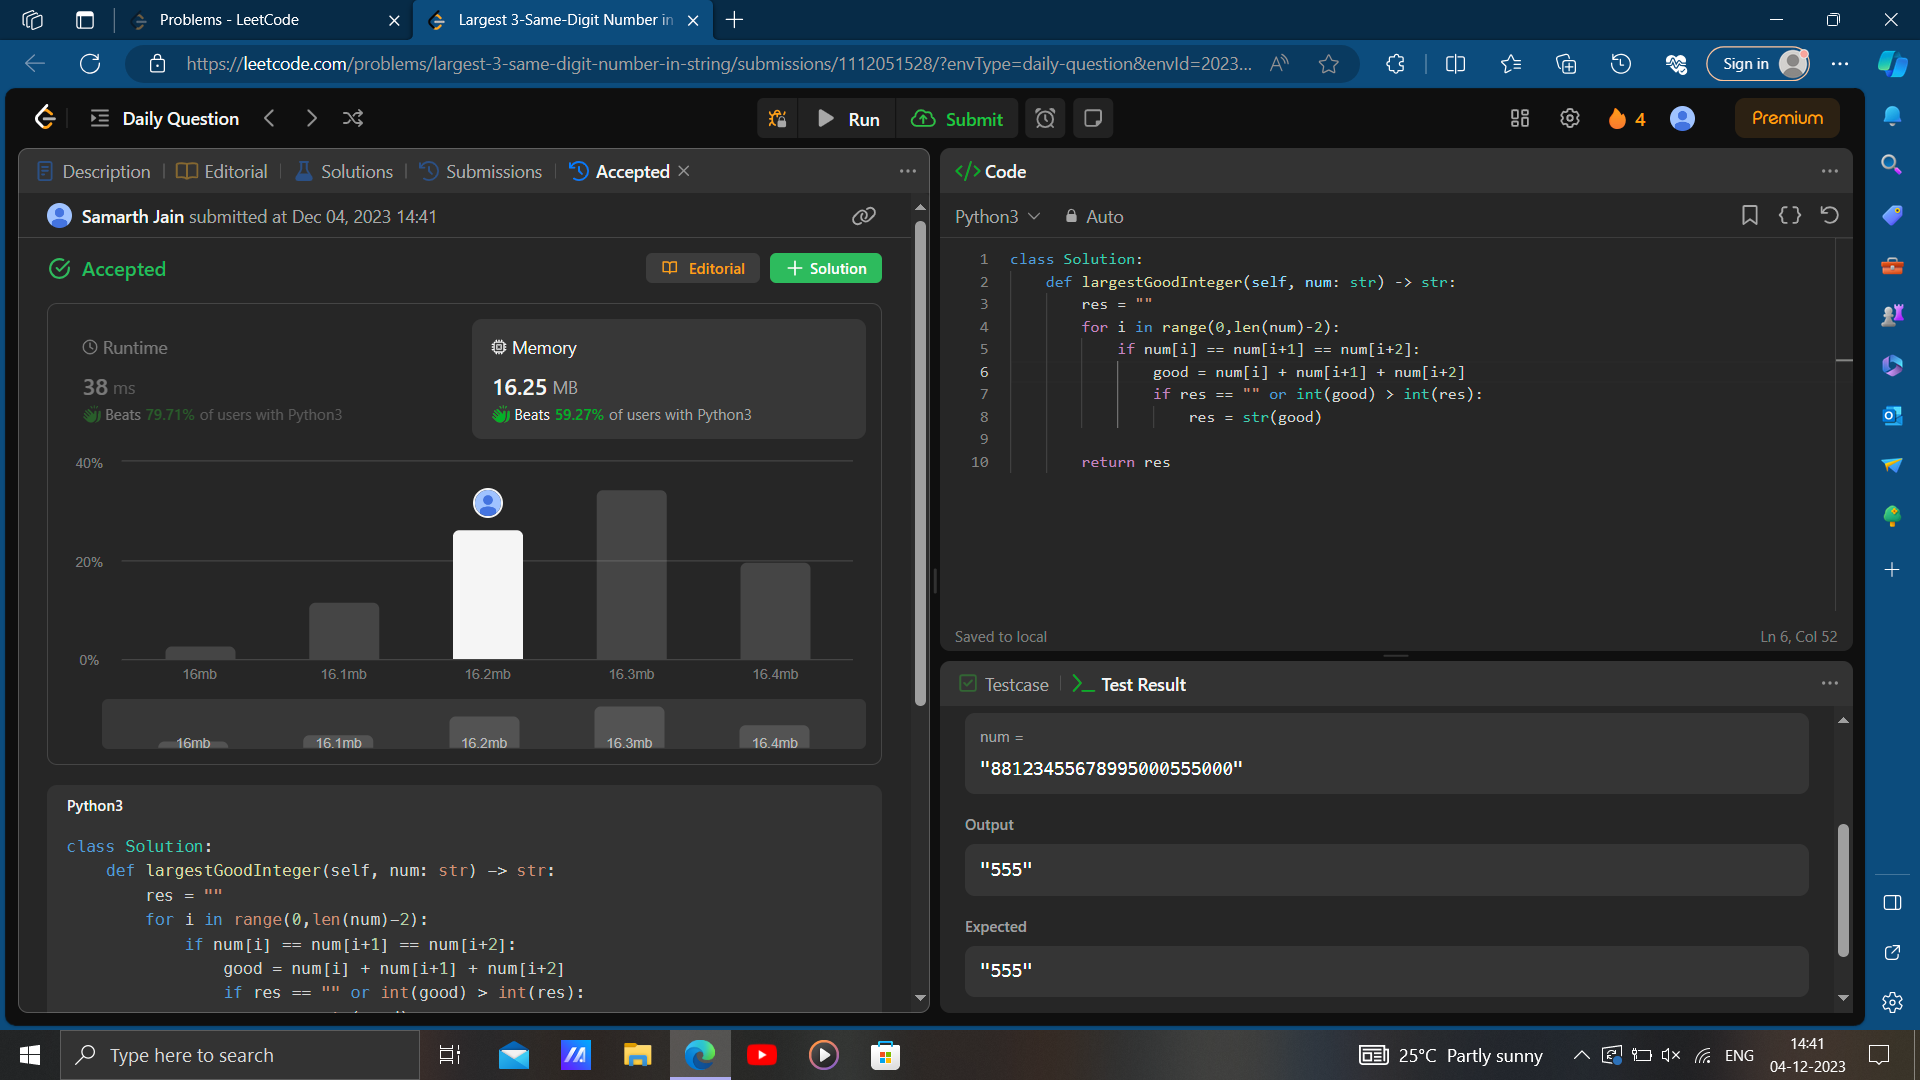 Problems - LeetCode
Largest 3-Same-Digit Number in
https://leetcode.com/problems/largest-3-same-digit-number-in-string/submissions/1112051528/?envType=daily-question&envId=2023...
Sign in
Daily Question
Run
Submit
4
Premium
Description
Editorial
Solutions
Submissions
Accepted
Samarth Jain submitted at Dec 04, 2023 14:41
Accepted
Editorial
Solution
Runtime
38 ms
Beats 79.71% of users with Python3
Memory
16.25 MB
Beats 59.27% of users with Python3
40%
20%
0%
16mb
16.1mb
16.2mb
16.3mb
16.4mb
16mb
16.1mb
16.2mb
16.3mb
16.4mb
Python3
class Solution:
def largestGoodInteger(self, num: str) -> str:
res = ""
for i in range(0,len(num)-2):
if num[i] == num[i+1] == num[i+2]:
good = num[i] + num[i+1] + num[i+2]
if res == "" or int(good) > int(res):
</> Code
Python3
Auto
1 class Solution:
2 def largestGoodInteger(self, num: str) -> str:
3 res = ""
4 for i in range(0,len(num)-2):
5 if num[i] == num[i+1] == num[i+2]:
6 good = num[i] + num[i+1] + num[i+2]
7 if res == "" or int(good) > int(res):
8 res = str(good)
9
10 return res
Saved to local
Ln 6, Col 52
Testcase
Test Result
num =
"88123455678995000555000"
Output
"555"
Expected
"555"
Type here to search
25°C Partly sunny
ENG
14:41
04-12-2023